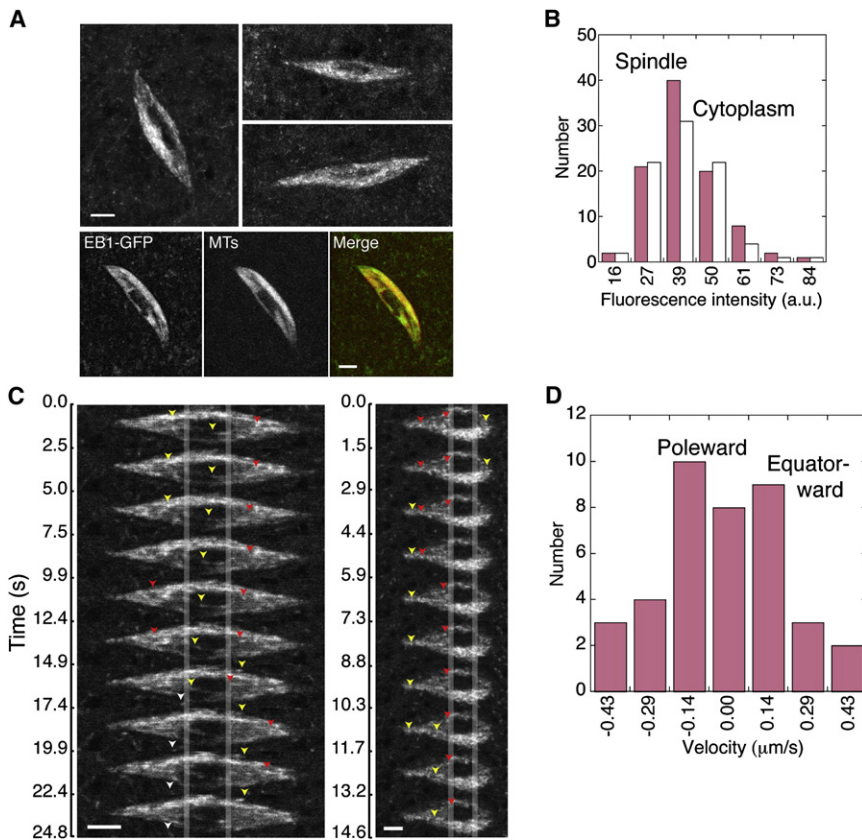 A
EB1-GFP
MTs
Merge
B
Number
50
40
30
20
10
0
Spindle
Cytoplasm
16
27
39
50
61
73
84
Fluorescence intensity (a.u.)
C
Time (s)
0.0
2.5
5.0
7.5
9.9
12.4
14.9
17.4
19.9
22.4
24.8
0.0
1.5
2.9
4.4
5.9
7.3
8.8
10.3
11.7
13.2
14.6
D
Number
12
10
8
6
4
2
0
Poleward
Equator-
ward
-0.43
-0.29
-0.14
0.00
0.14
0.29
0.43
Velocity (μm/s)